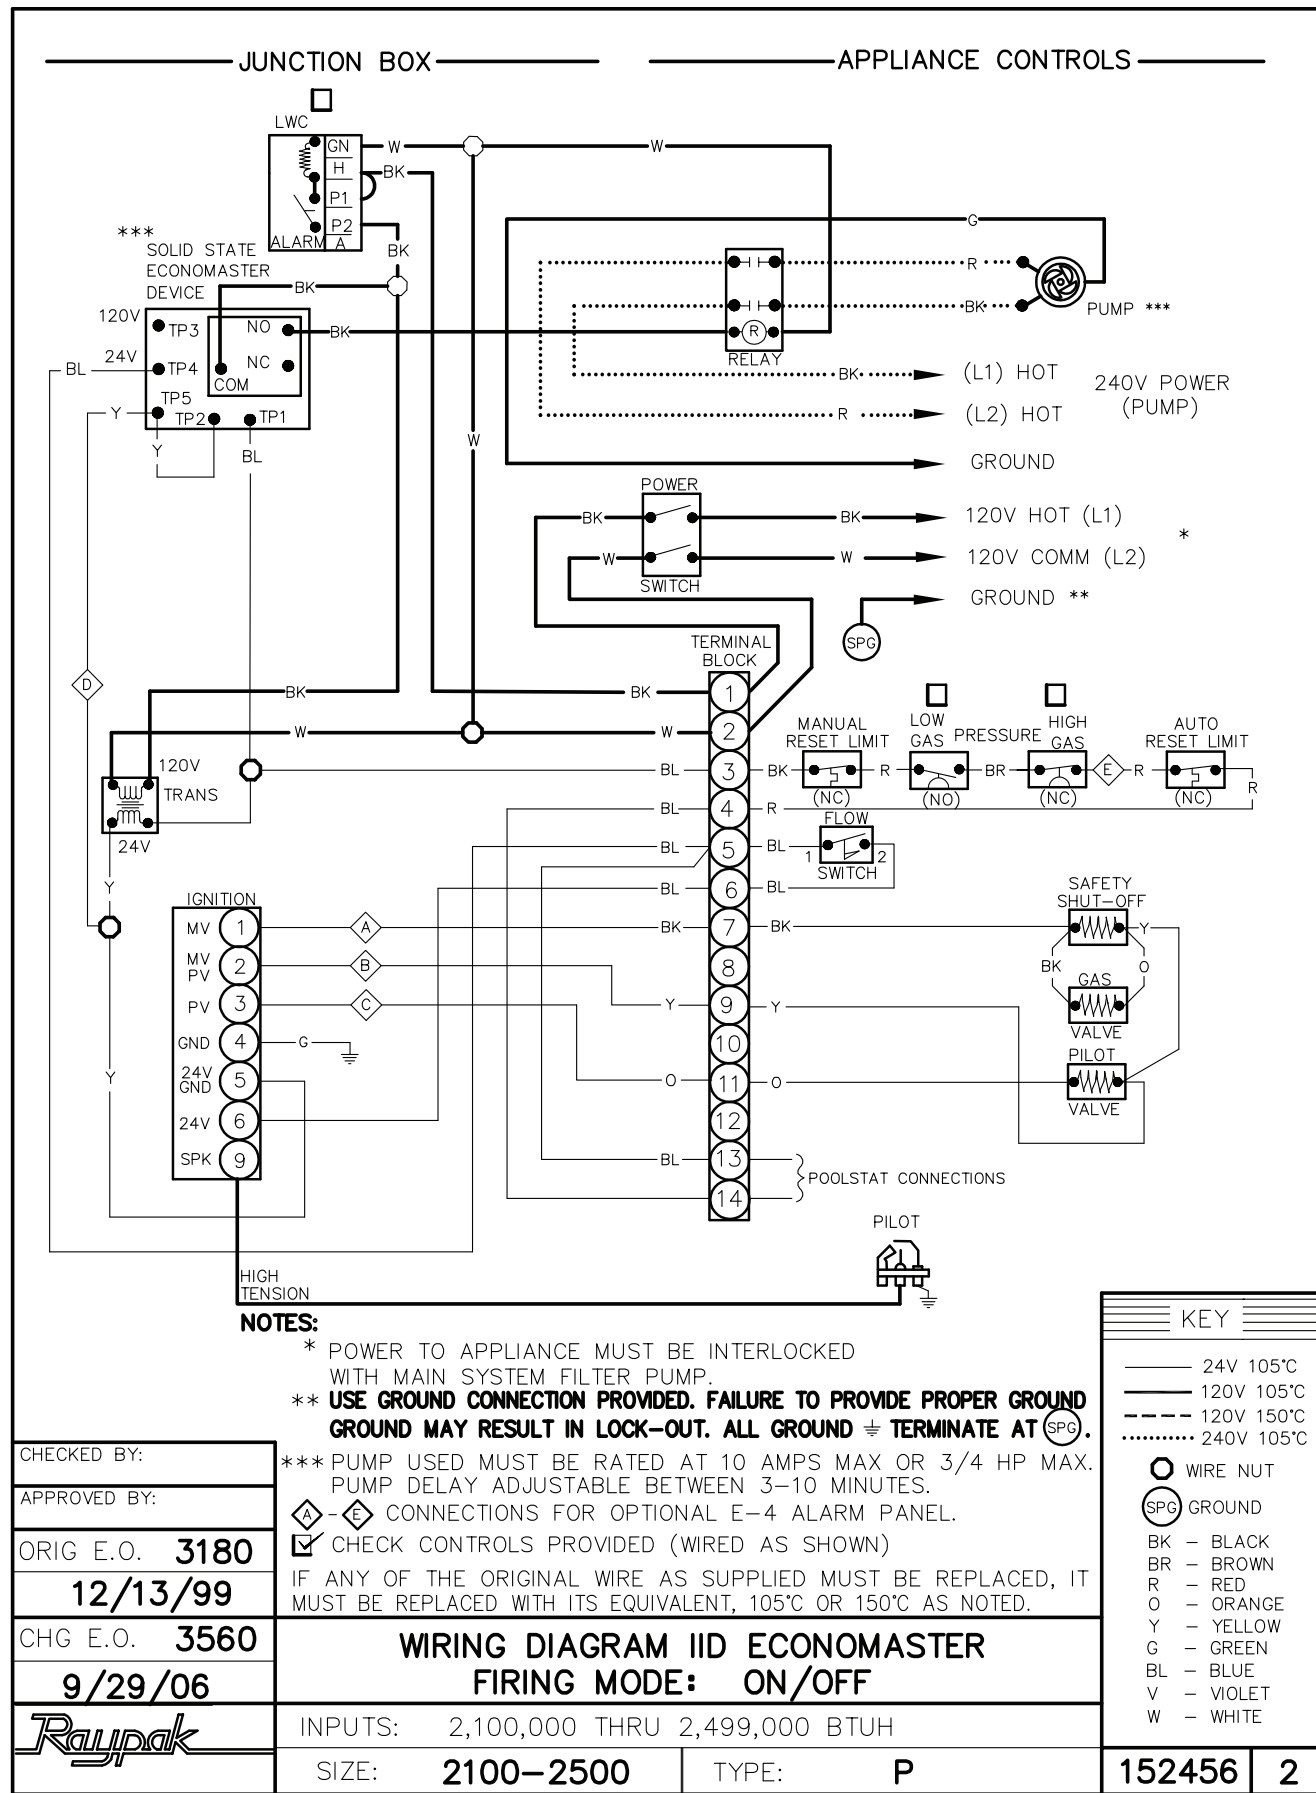 JUNCTION BOX
APPLIANCE CONTROLS
LWC
GN
H
P1
P2
A
ALARM
W
W
BK
BK
***
SOLID STATE
ECONOMASTER
DEVICE
BK
120V
TP3
NO
24V
TP4
NC
COM
TP5
TP2
TP1
BL
Y
Y
BL
BK
G
R
BK
PUMP ***
R
RELAY
BK
(L1) HOT
R
(L2) HOT
240V POWER
(PUMP)
GROUND
W
POWER
SWITCH
BK
BK
120V HOT (L1)
*
W
W
120V COMM (L2)
GROUND **
SPG
TERMINAL
BLOCK
D
BK
BK
1
W
W
2
120V
TRANS
24V
BL
3
BK
MANUAL
RESET LIMIT
(NC)
R
LOW
GAS
PRESSURE
HIGH
GAS
(NO)
BR
(NC)
E
R
AUTO
RESET LIMIT
(NC)
R
BL
4
R
FLOW
SWITCH
1
2
BL
5
BL
BL
6
BL
Y
Y
IGNITION
MV
1
A
BK
7
BK
MV
PV
2
B
8
PV
3
C
Y
9
Y
GND
4
G
10
24V
GND
5
O
11
O
24V
6
12
SPK
9
BL
13
14
POOLSTAT CONNECTIONS
SAFETY
SHUT-OFF
Y
BK
O
GAS
VALVE
PILOT
VALVE
PILOT
HIGH
TENSION
NOTES:
* POWER TO APPLIANCE MUST BE INTERLOCKED
WITH MAIN SYSTEM FILTER PUMP.
** USE GROUND CONNECTION PROVIDED. FAILURE TO PROVIDE PROPER GROUND
GROUND MAY RESULT IN LOCK-OUT. ALL GROUND TERMINATE AT SPG.
*** PUMP USED MUST BE RATED AT 10 AMPS MAX OR 3/4 HP MAX.
PUMP DELAY ADJUSTABLE BETWEEN 3-10 MINUTES.
A - E CONNECTIONS FOR OPTIONAL E-4 ALARM PANEL.
CHECK CONTROLS PROVIDED (WIRED AS SHOWN)
IF ANY OF THE ORIGINAL WIRE AS SUPPLIED MUST BE REPLACED, IT
MUST BE REPLACED WITH ITS EQUIVALENT, 105°C OR 150°C AS NOTED.
KEY
24V 105°C
120V 105°C
120V 150°C
240V 105°C
WIRE NUT
SPG GROUND
BK - BLACK
BR - BROWN
R - RED
O - ORANGE
Y - YELLOW
G - GREEN
BL - BLUE
V - VIOLET
W - WHITE
CHECKED BY:
APPROVED BY:
ORIG E.O. 3180
12/13/99
CHG E.O. 3560
9/29/06
Raypak
WIRING DIAGRAM IID ECONOMASTER
FIRING MODE: ON/OFF
INPUTS: 2,100,000 THRU 2,499,000 BTUH
SIZE: 2100-2500
TYPE: P
152456 2